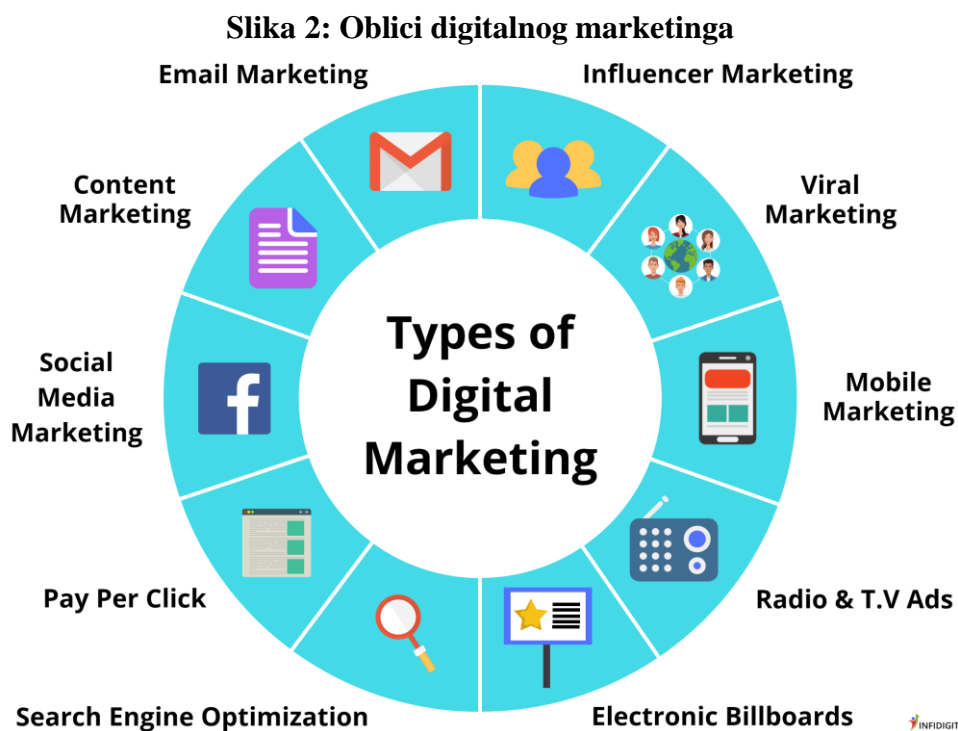 Slika 2: Oblici digitalnog marketinga
Email Marketing
Influencer Marketing
Content
Marketing
Viral
Marketing
Social
Media
Marketing
Types of
Digital
Marketing
Mobile
Marketing
Pay Per Click
Radio & T.V Ads
Search Engine Optimization
Electronic Billboards
INFIDIGIT